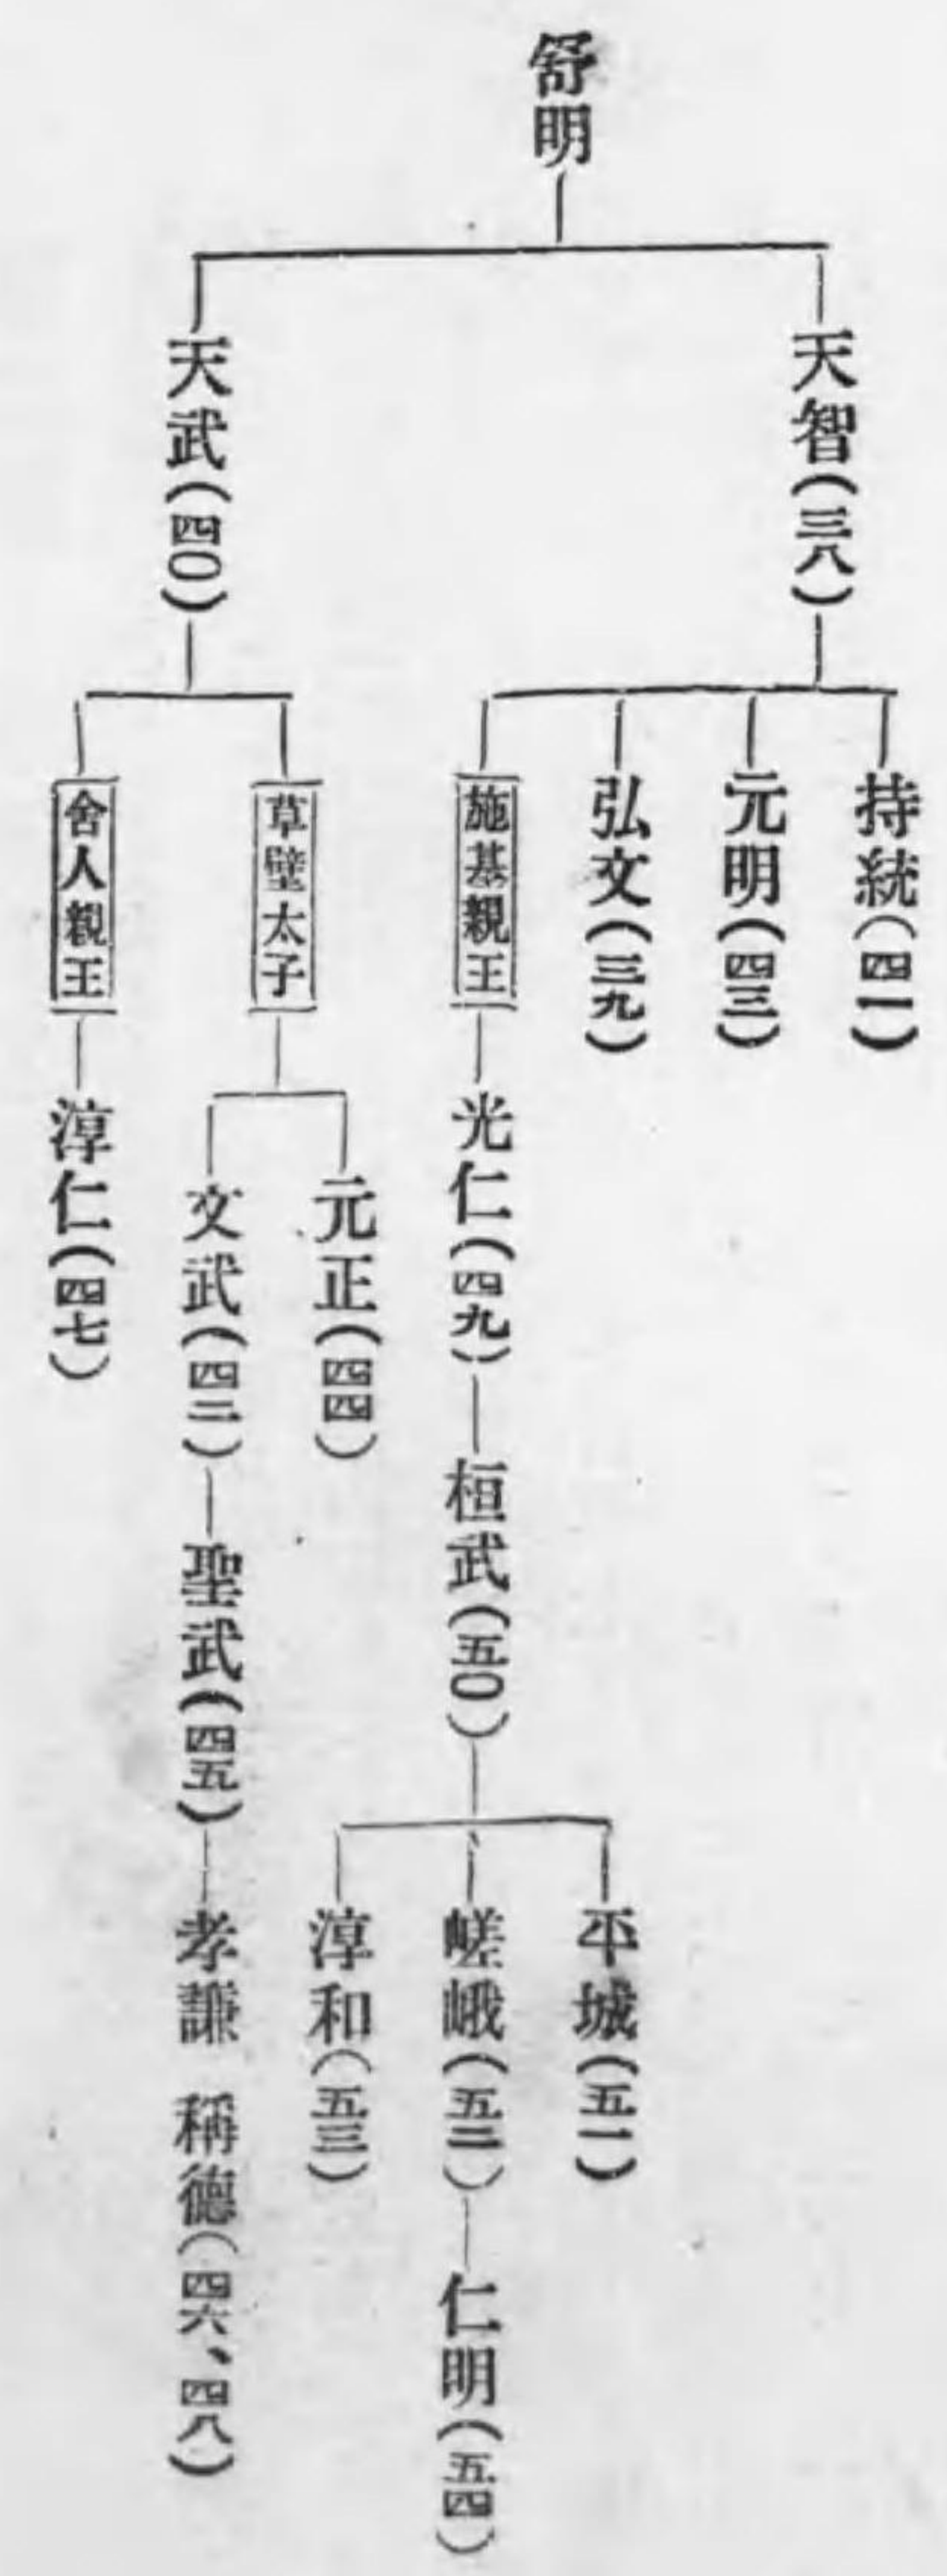 舒明
天智(三八)
持統(四一)
元明(四三)
弘文(三九)
施基親王
光仁(四九)
桓武(五〇)
平城(五一)
嵯峨(五二)
仁明(五四)
淳和(五三)
天武(四〇)
草壁太子
元正(四四)
文武(四二)
聖武(四五)
孝謙 稱德(四六、四八)
舍人親王
淳仁(四七)